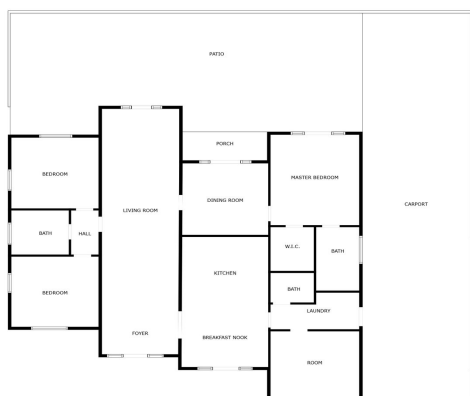 PATIO
PORCH
BEDROOM
MASTER BEDROOM
DINING ROOM
CARPORT
LIVING ROOM
BATH
HALL
W.I.C.
BATH
KITCHEN
BATH
BEDROOM
LAUNDRY
FOYER
BREAKFAST NOOK
ROOM